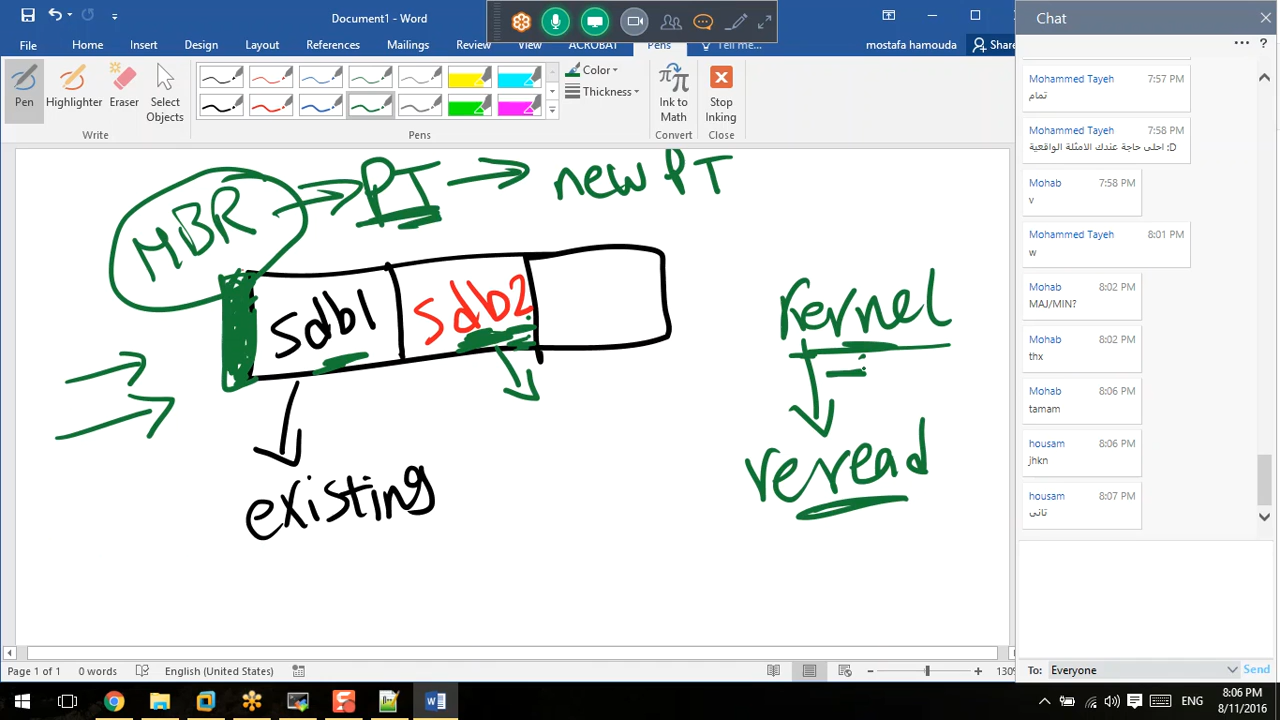 Document1 - Word
mostafa hamouda
Share
File
Home
Insert
Design
Layout
References
Mailings
Review
View
ACROBAT
Pens
Tell me...
Pen
Highlighter
Eraser
Select Objects
Color
Thickness
Ink to Math
Stop Inking
Write
Pens
Convert
Close
MBR
PT
new PT
sdb1
sdb2
existing
kernel
reread
Chat
Mohammed Tayeh 7:57 PM
تمام
Mohammed Tayeh 7:58 PM
احلى حاجة عندك الامثلة الواقعية :D
Mohab 7:58 PM
v
Mohammed Tayeh 8:01 PM
w
Mohab 8:02 PM
MAJ/MIN?
Mohab 8:02 PM
thx
Mohab 8:06 PM
tamam
housam 8:06 PM
jhkn
housam 8:07 PM
تانى
To: Everyone
Send
Page 1 of 1
0 words
English (United States)
130%
ENG
8:06 PM
8/11/2016